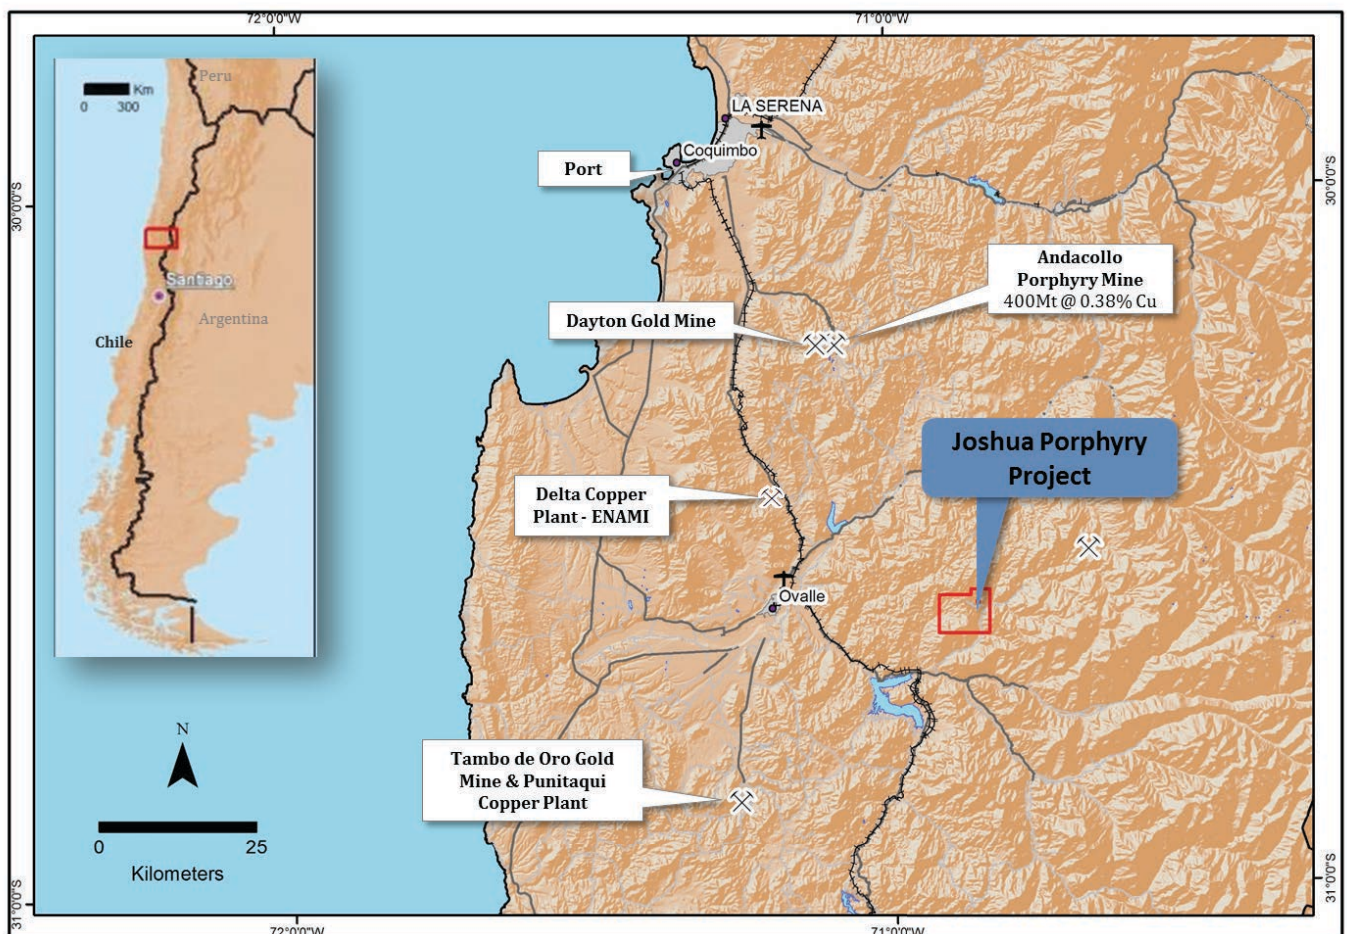 72°0'0"W
71°0'0"W
Peru
Km
0 300
LA SERENA
Coquimbo
Port
30°0'0"S
30°0'0"S
Santiago
Argentina
Chile
Andacollo
Porphyry Mine
400Mt @ 0.38% Cu
Dayton Gold Mine
Joshua Porphyry
Project
Delta Copper
Plant - ENAMI
Ovalle
N
Tambo de Oro Gold
Mine & Punitaqui
Copper Plant
0 25
Kilometers
31°0'0"S
31°0'0"S
72°0'0"W
71°0'0"W